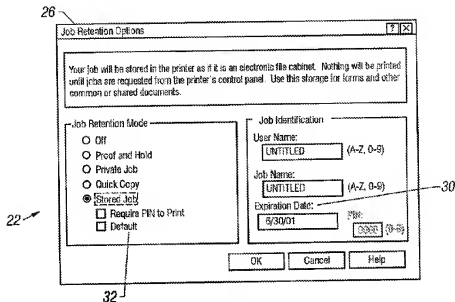 26
Job Retention Options
? X
Your job will be stored in the printer as if it is an electronic file cabinet. Nothing will be printed
until jobs are requested from the printer's control panel. Use this storage for forms and other
common or shared documents.
Job Retention Mode
Off
Proof and Hold
Private Job
Quick Copy
Stored Job
Require PIN to Print
Default
Job Identification
User Name:
UNTITLED (A-Z, 0-9)
Job Name:
UNTITLED (A-Z, 0-9)
Expiration Date:
6/30/01
PIN:
0000 (0-9)
30
22
OK Cancel Help
32